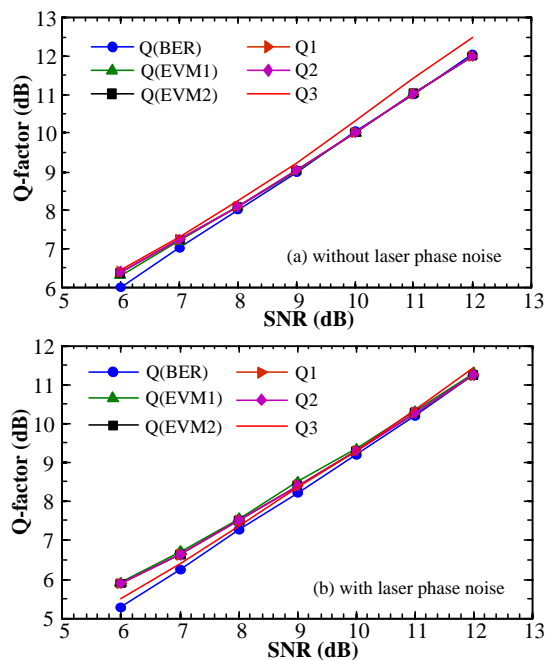 13
12
11
10
9
8
7
6
Q-factor (dB)
Q(BER)
Q(EVM1)
Q(EVM2)
Q1
Q2
Q3
(a) without laser phase noise
5 6 7 8 9 10 11 12 13
SNR (dB)
12
11
10
9
8
7
6
5
Q-factor (dB)
Q(BER)
Q(EVM1)
Q(EVM2)
Q1
Q2
Q3
(b) with laser phase noise
5 6 7 8 9 10 11 12 13
SNR (dB)